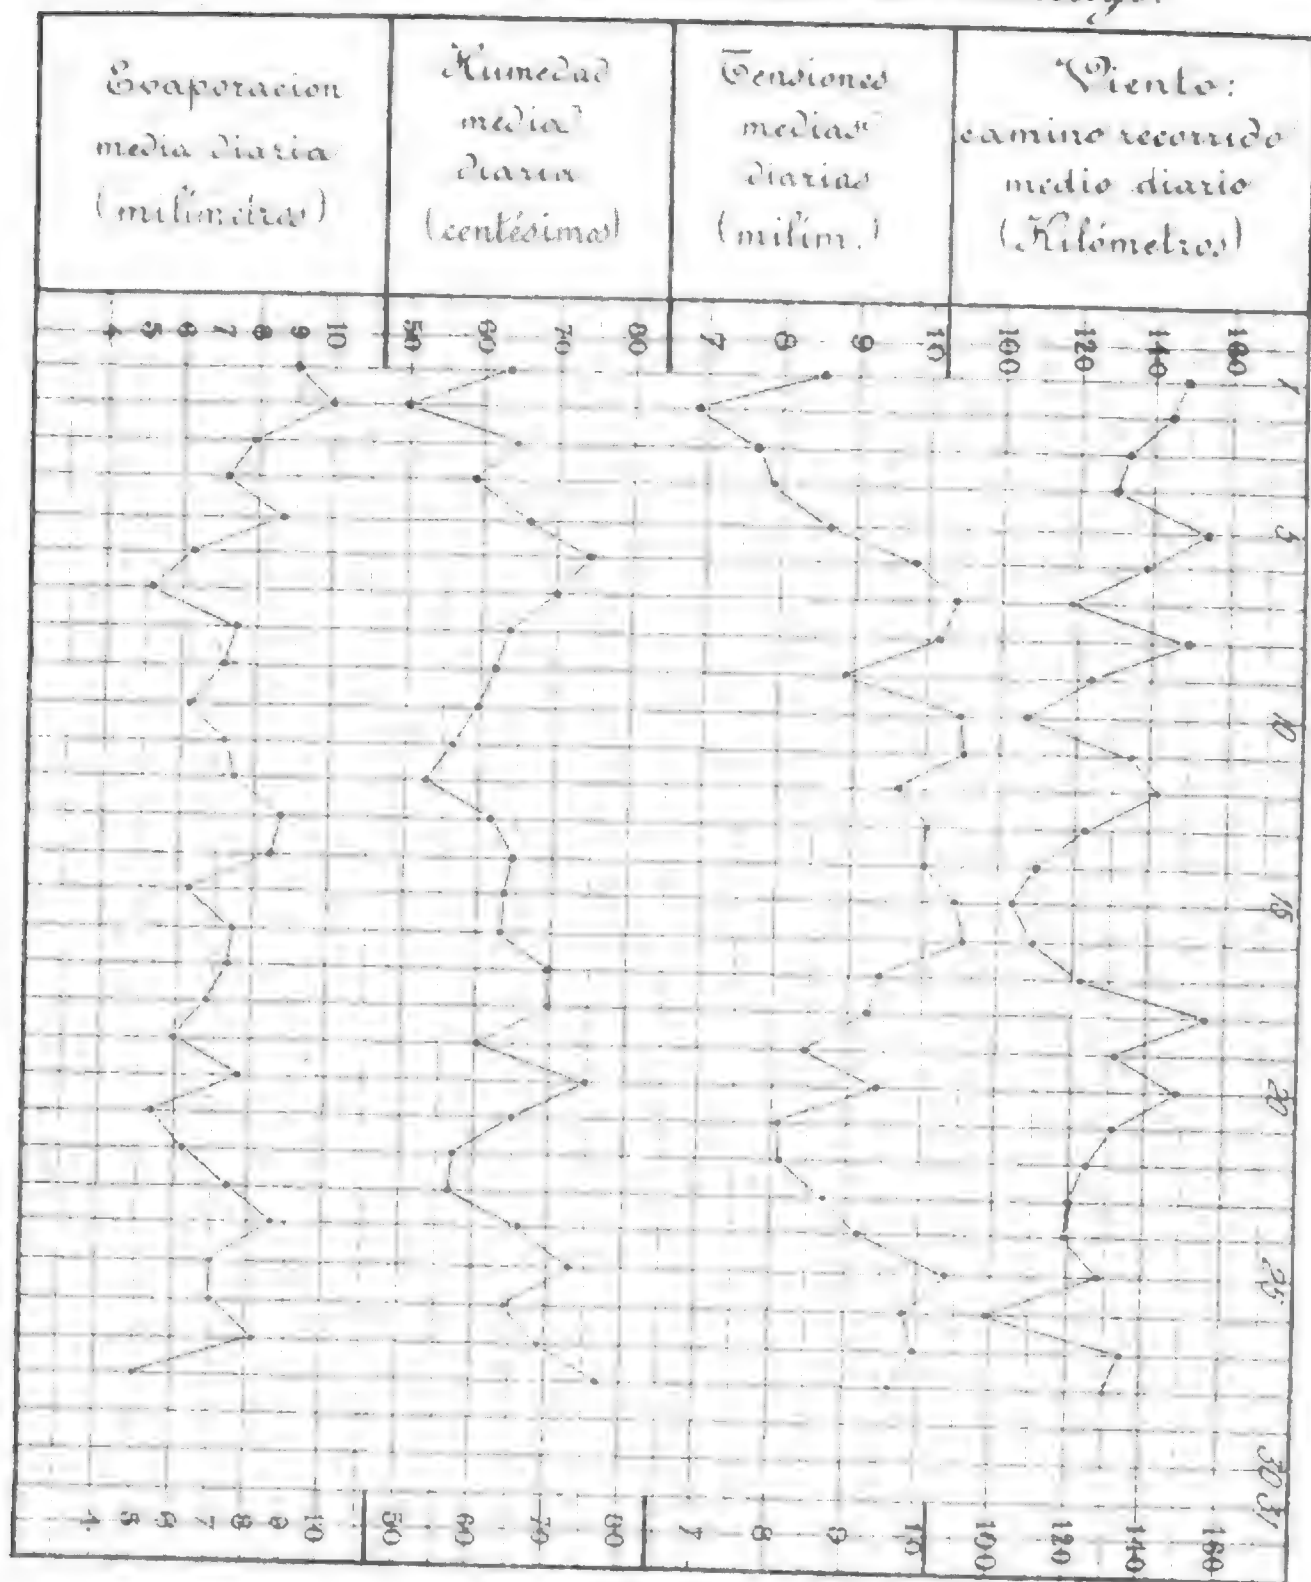 Evaporacion
media diaria
(milímetros)
Humedad
media
diaria
(centésimos)
Tensiones
medias
diarias
(milím.)
Viento:
camino recorrido
medio diario
(Kilómetros)
4 5 6 7 8 9 10 50 60 70 80 7 8 9 10 100 120 140 160
1
5
10
15
20
25
30 31
4 5 6 7 8 9 10 50 60 70 80 7 8 9 10 100 120 140 160